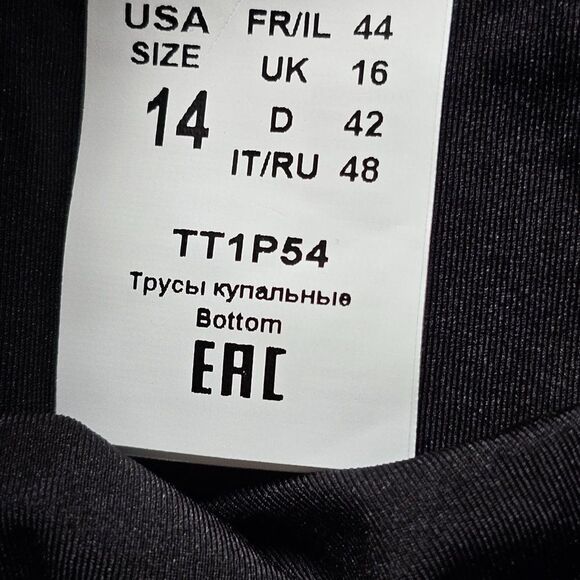 USA FR/IL 44
SIZE UK 16
14 D 42
IT/RU 48
TT1P54
Трусы купальные
Bottom
EAC